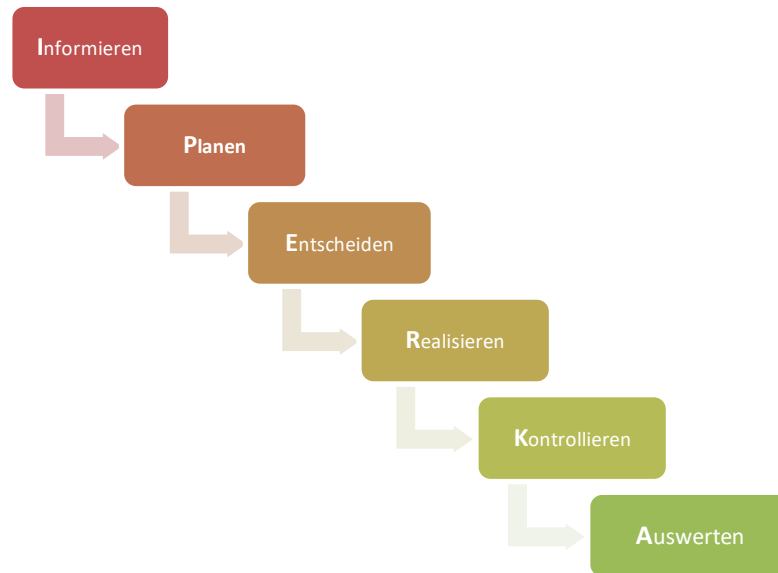 Informieren
Planen
Entscheiden
Realisieren
Kontrollieren
Auswerten